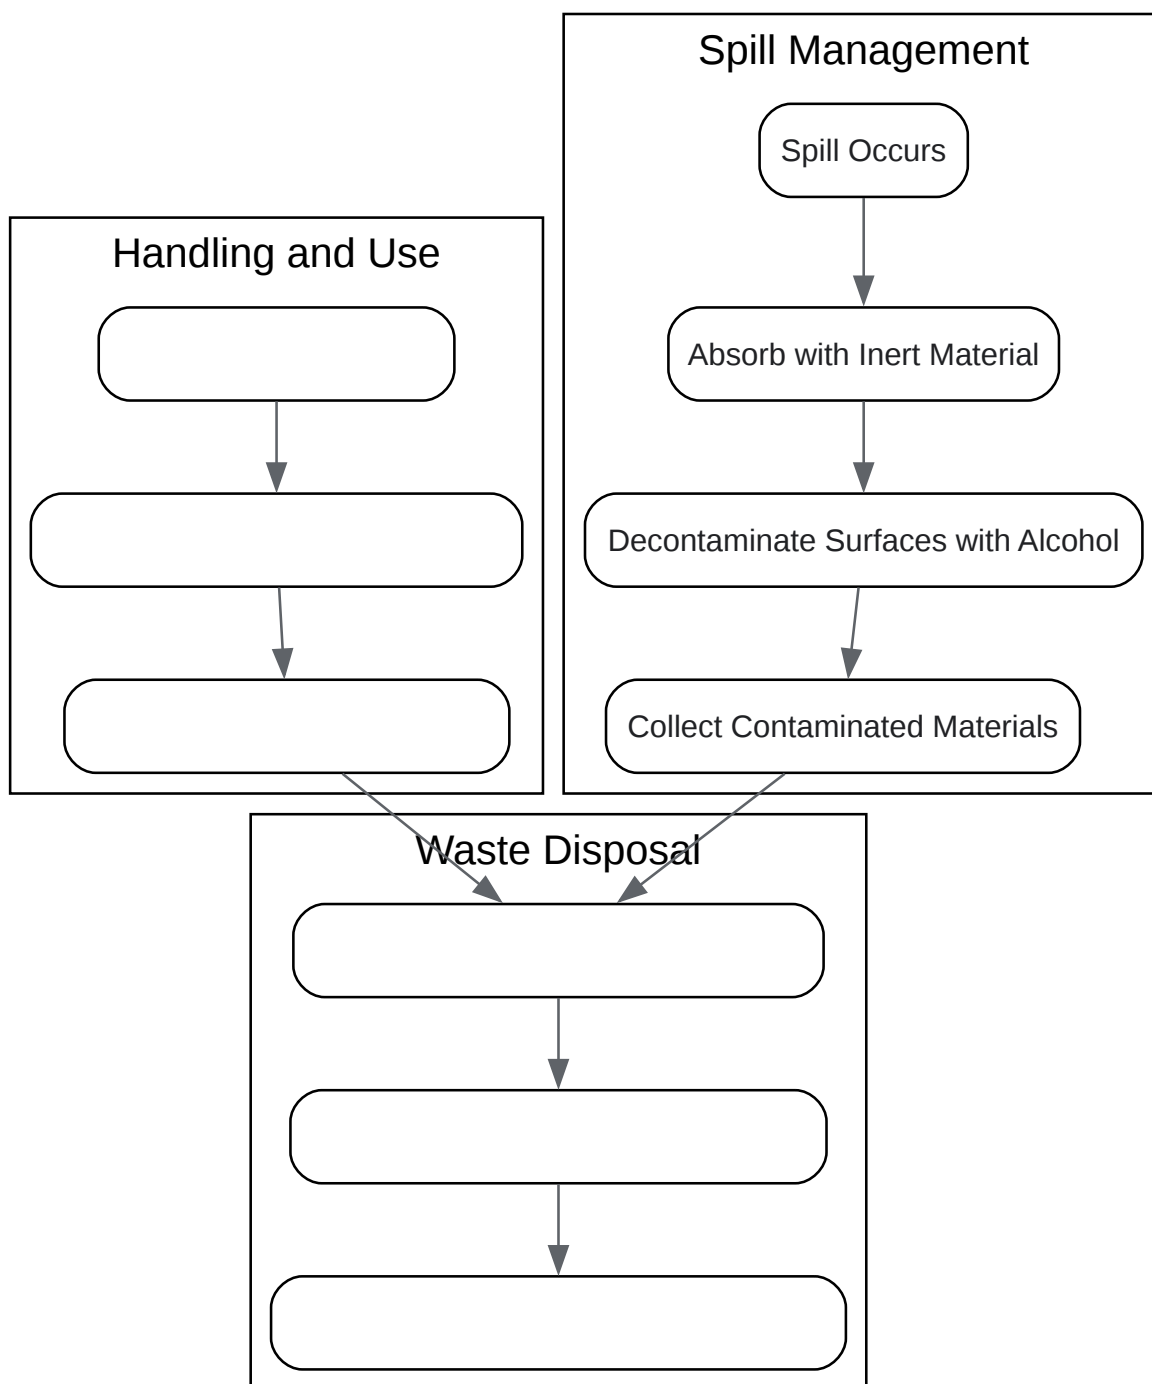 Spill Management
Spill Occurs
Handling and Use
Absorb with Inert Material
Decontaminate Surfaces with Alcohol
Collect Contaminated Materials
Waste Disposal